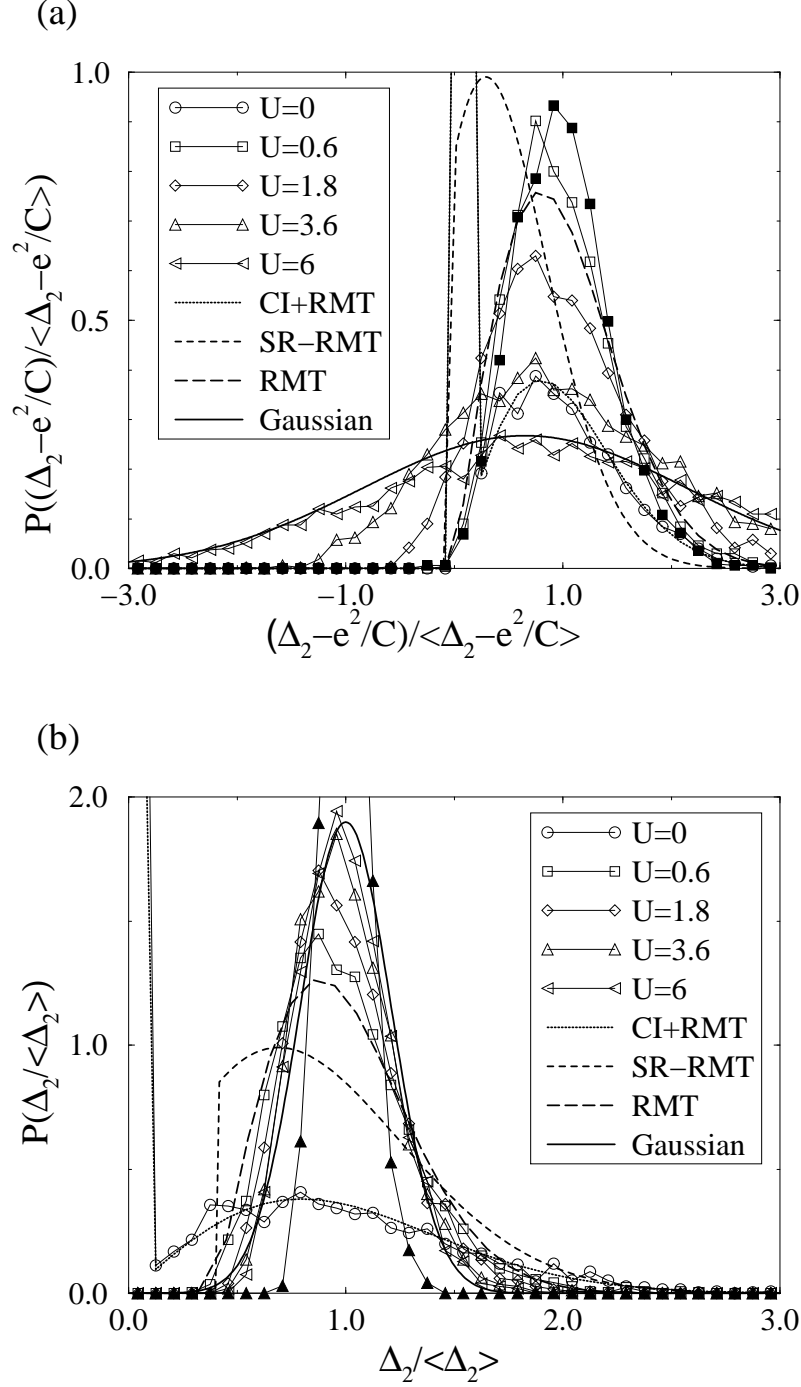 (a)
1.0
0.5
0.0
P((Δ₂−e²/C)/<Δ₂−e²/C>)
U=0
U=0.6
U=1.8
U=3.6
U=6
CI+RMT
SR−RMT
RMT
Gaussian
−3.0
−1.0
1.0
3.0
(Δ₂−e²/C)/<Δ₂−e²/C>
(b)
2.0
1.0
0.0
P(Δ₂/<Δ₂>)
U=0
U=0.6
U=1.8
U=3.6
U=6
CI+RMT
SR−RMT
RMT
Gaussian
0.0
1.0
2.0
3.0
Δ₂/<Δ₂>